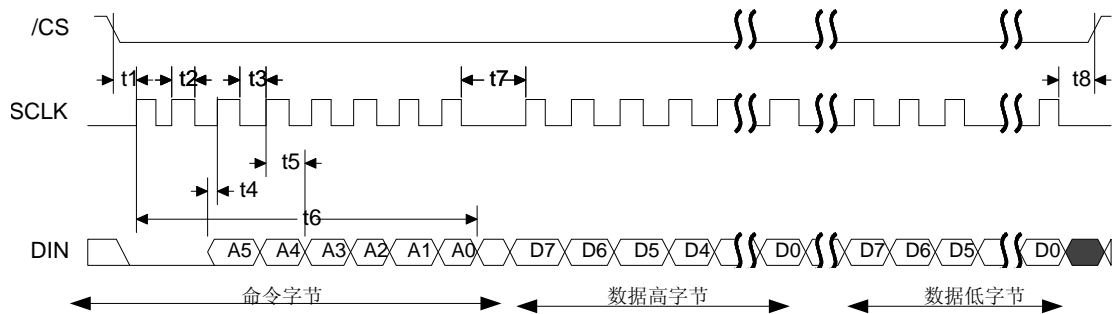 /CS
t1 t2 t3 t7 t8
SCLK
t5
t4
t6
DIN A5 A4 A3 A2 A1 A0 D7 D6 D5 D4 D0 D7 D6 D5 D0
命令字节 数据高字节 数据低字节